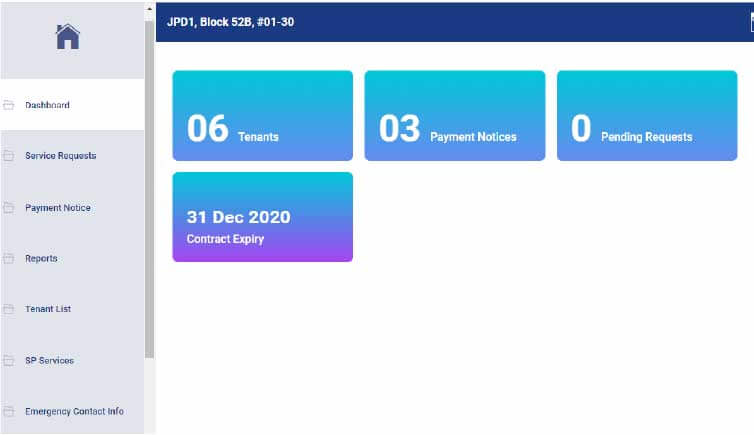 JPD1, Block 52B, #01-30
Dashboard
Service Requests
Payment Notice
Reports
Tenant List
SP Services
Emergency Contact Info
06 Tenants
03 Payment Notices
0 Pending Requests
31 Dec 2020
Contract Expiry